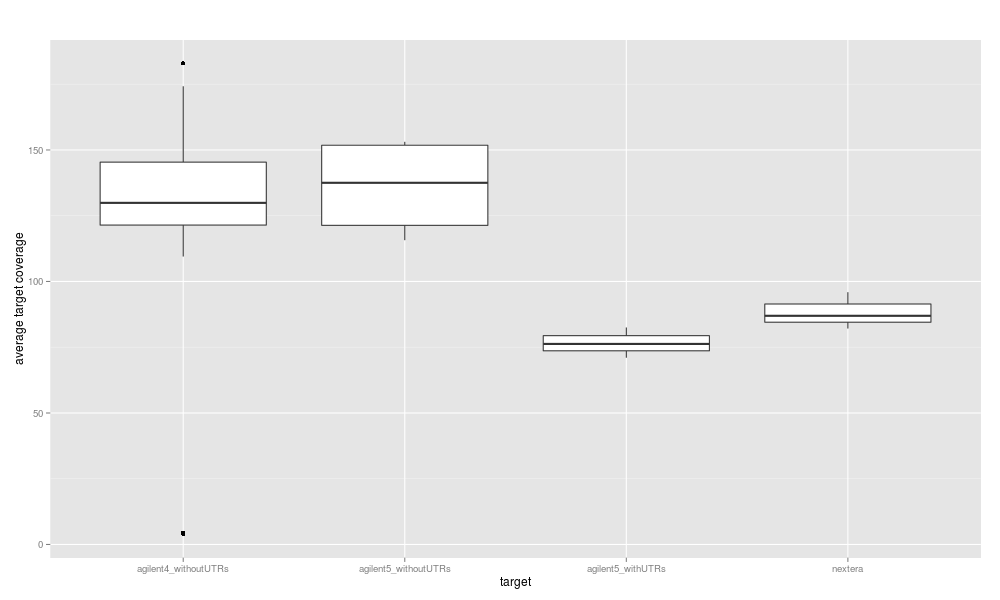 average target coverage
150
100
50
0
agilent4_withoutUTRs
agilent5_withoutUTRs
agilent5_withUTRs
nextera
target